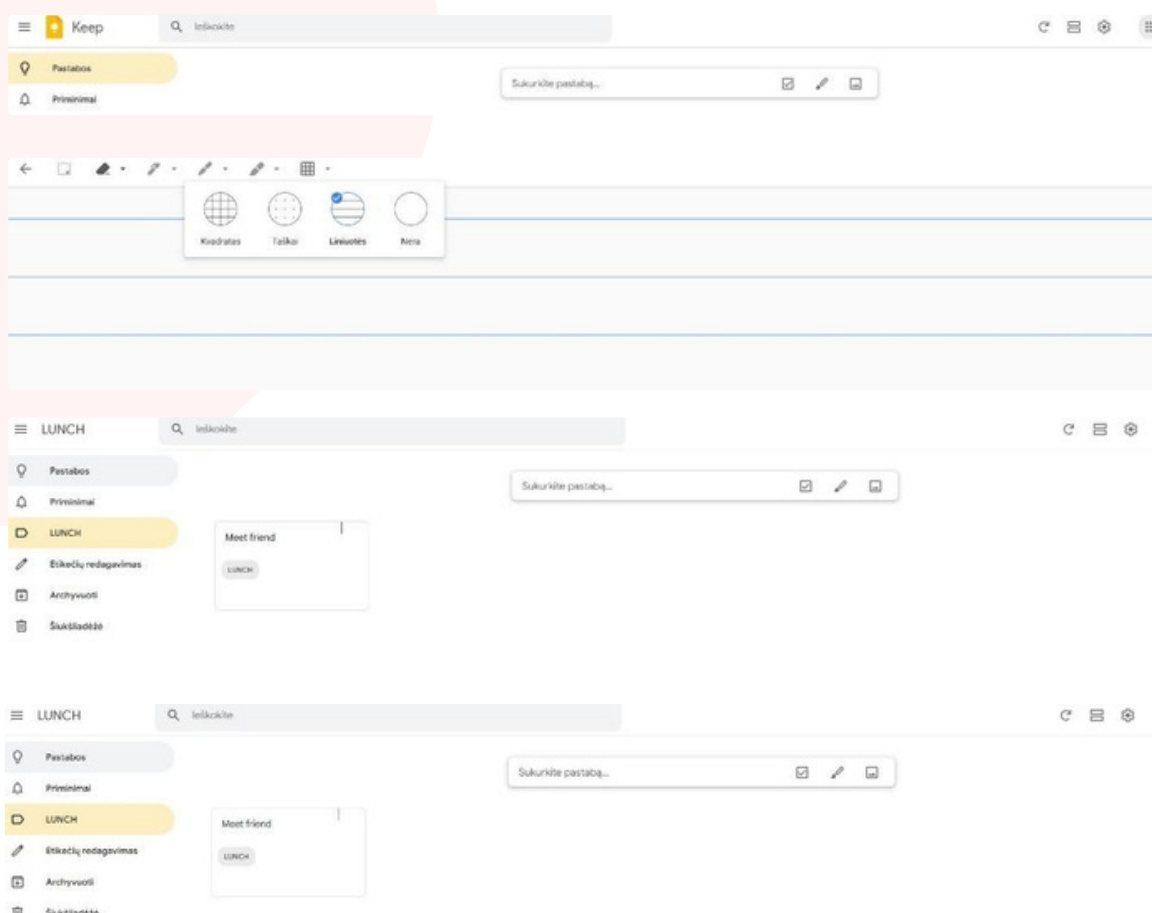 Keep
Ieškokite
Pastabos
Sukurkite pastabą...
Priminimai
Kvadratas Taškai Liniuotės Nėra
LUNCH
Ieškokite
Pastabos
Sukurkite pastabą...
Priminimai
LUNCH
Meet friend
Etikečių redagavimas
LUNCH
Archyvuoti
Šiukšliadėžė
LUNCH
Ieškokite
Pastabos
Sukurkite pastabą...
Priminimai
LUNCH
Meet friend
Etikečių redagavimas
LUNCH
Archyvuoti
Šiukšliadėžė